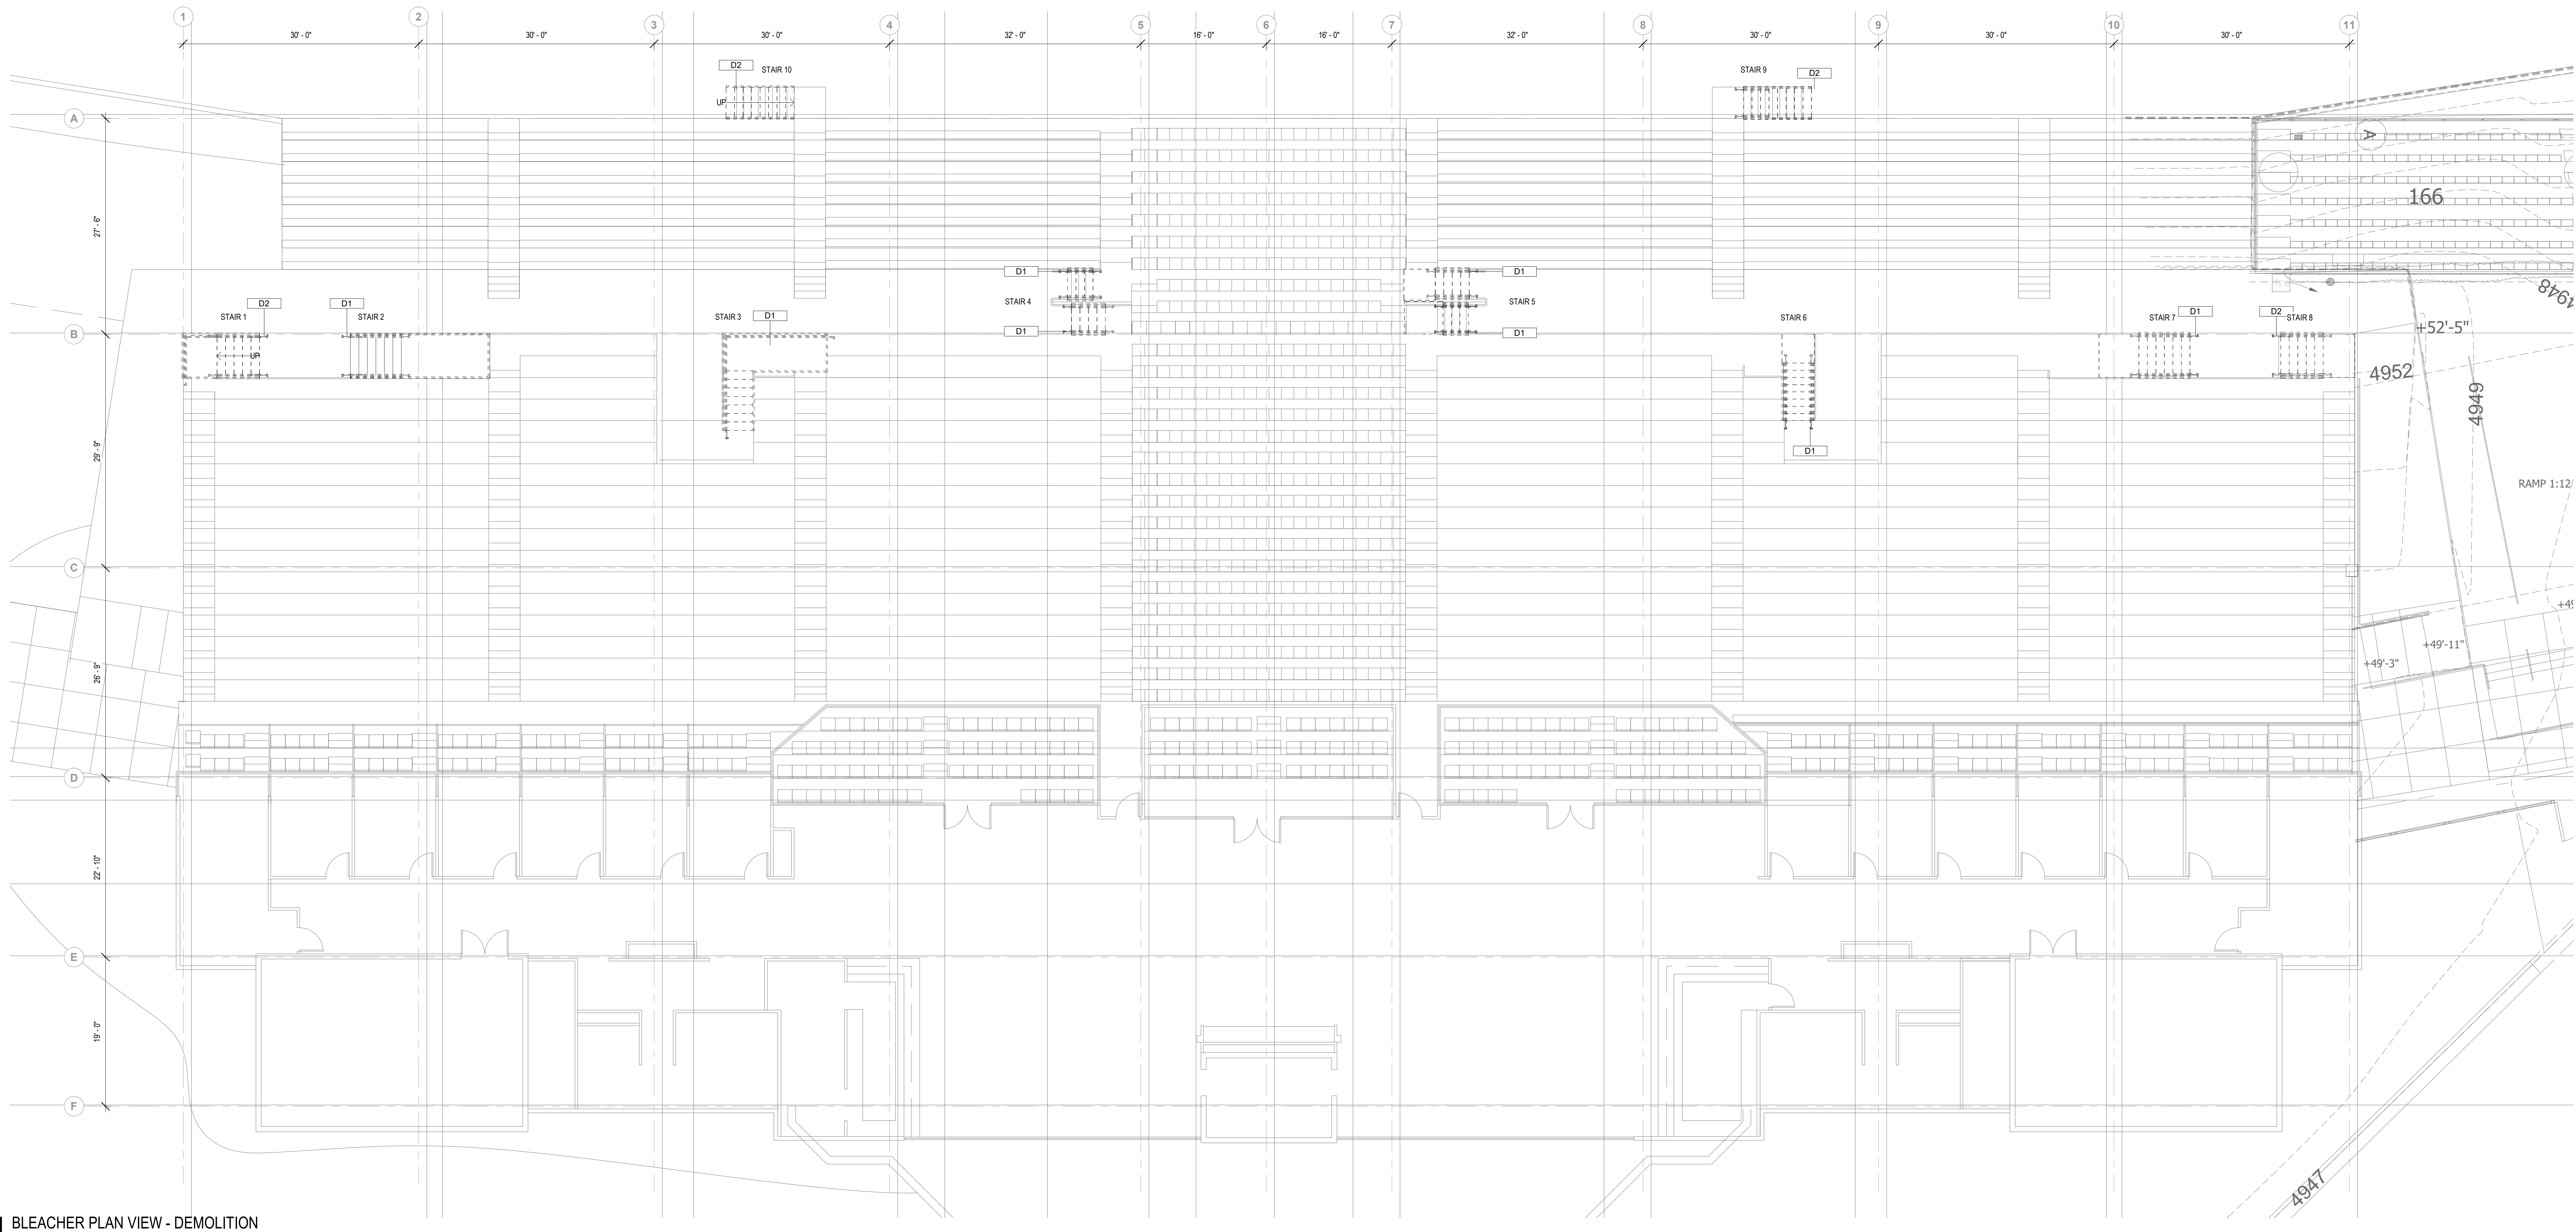 1 2 3 4 5 6 7 8 9 10 11
30' - 0" 30' - 0" 30' - 0" 32' - 0" 16' - 0" 16' - 0" 32' - 0" 30' - 0" 30' - 0" 30' - 0"
D2 STAIR 10 STAIR 9 D2
UP
A
A
166
27' - 6"
D1 D1
STAIR 4 STAIR 5
4948
D2 D1
STAIR 1 STAIR 2 STAIR 3 D1 STAIR 6 STAIR 7 D1 D2 STAIR 8
B D1 D1 +52'-5"
UP
4952
4949
29' - 9" D1
RAMP 1:12
C
+49'-11"
+49'-3"
26' - 9"
D
22' - 10"
E
19' - 0"
F
4947
BLEACHER PLAN VIEW - DEMOLITION